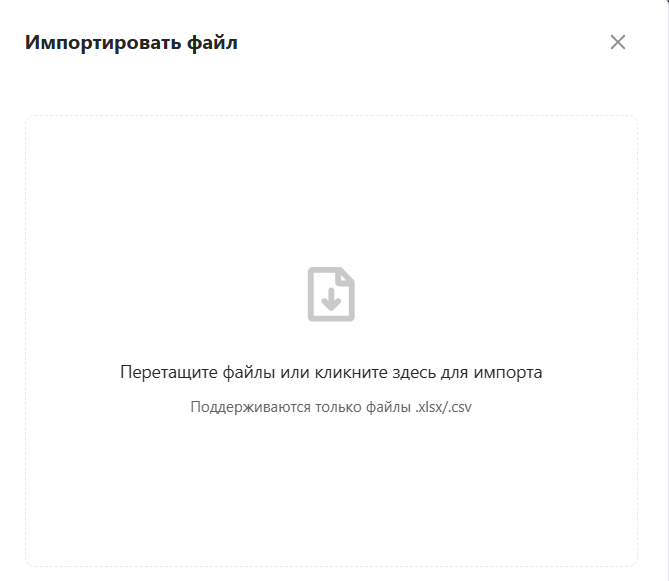 Импортировать файл
Перетащите файлы или кликните здесь для импорта
Поддерживаются только файлы .xlsx/.csv